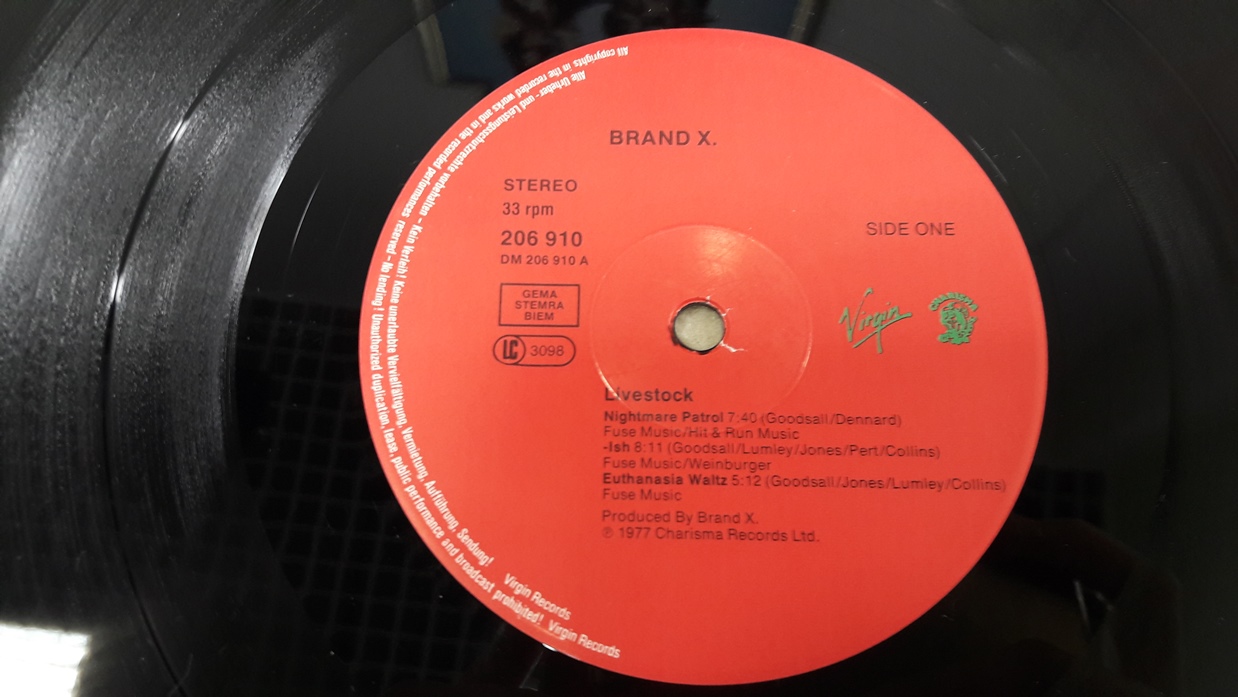 BRAND X.
STEREO
33 rpm
206 910
DM 206 910 A
GEMA
STEMRA
BIEM
LC 3098
SIDE ONE
Virgin
CHARISMA
Livestock
Nightmare Patrol 7:40 (Goodsall/Dennard)
Fuse Music/Hit & Run Music
-Ish 8:11 (Goodsall/Lumley/Jones/Pert/Collins)
Fuse Music/Weinburger
Euthanasia Waltz 5:12 (Goodsall/Jones/Lumley/Collins)
Fuse Music
Produced By Brand X.
℗ 1977 Charisma Records Ltd.
Alle Urheber- und Leistungsschutzrechte vorbehalten - Kein Verleih! Keine unerlaubte Vervielfältigung, Vermietung, Aufführung, Sendung! Virgin Records
All copyrights in the recorded works and in the recorded performances reserved - No lending! Unauthorized duplication, lease, public performance and broadcast prohibited! Virgin Records